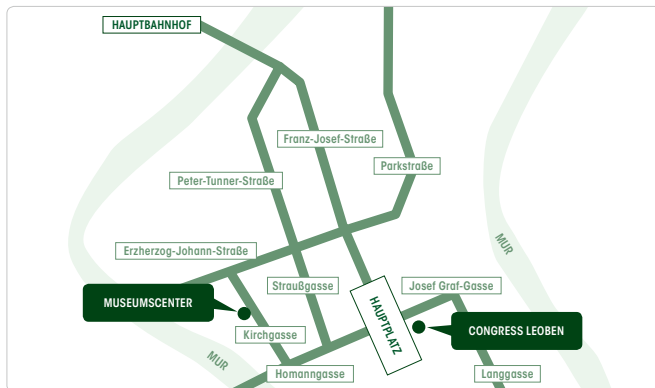 HAUPTBAHNHOF
Franz-Josef-Straße
Parkstraße
Peter-Tunner-Straße
Erzherzog-Johann-Straße
MUR
Straußgasse
Josef Graf-Gasse
MUSEUMSCENTER
HAUPTPLATZ
CONGRESS LEOBEN
Kirchgasse
MUR
Homanngasse
Langgasse